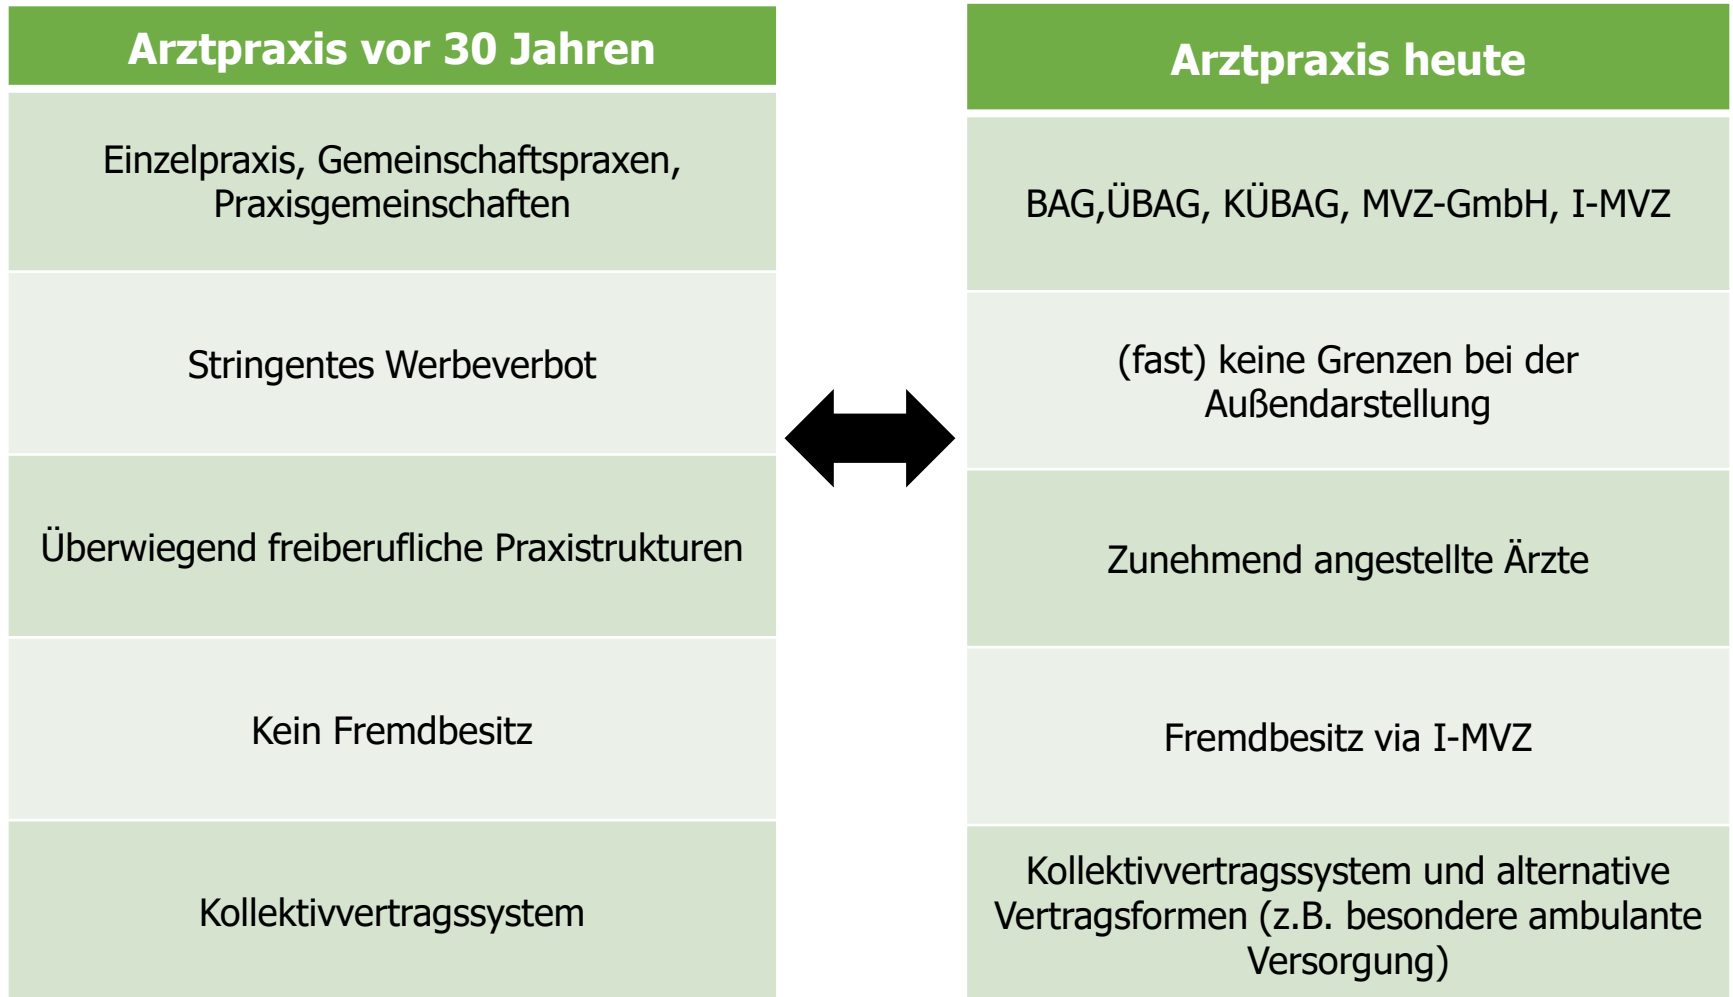 Arztpraxis vor 30 Jahren
Einzelpraxis, Gemeinschaftspraxen,
Praxisgemeinschaften
Stringentes Werbeverbot
Überwiegend freiberufliche Praxistrukturen
Kein Fremdbesitz
Kollektivvertragssystem
Arztpraxis heute
BAG,ÜBAG, KÜBAG, MVZ-GmbH, I-MVZ
(fast) keine Grenzen bei der
Außendarstellung
Zunehmend angestellte Ärzte
Fremdbesitz via I-MVZ
Kollektivvertragssystem und alternative
Vertragsformen (z.B. besondere ambulante
Versorgung)